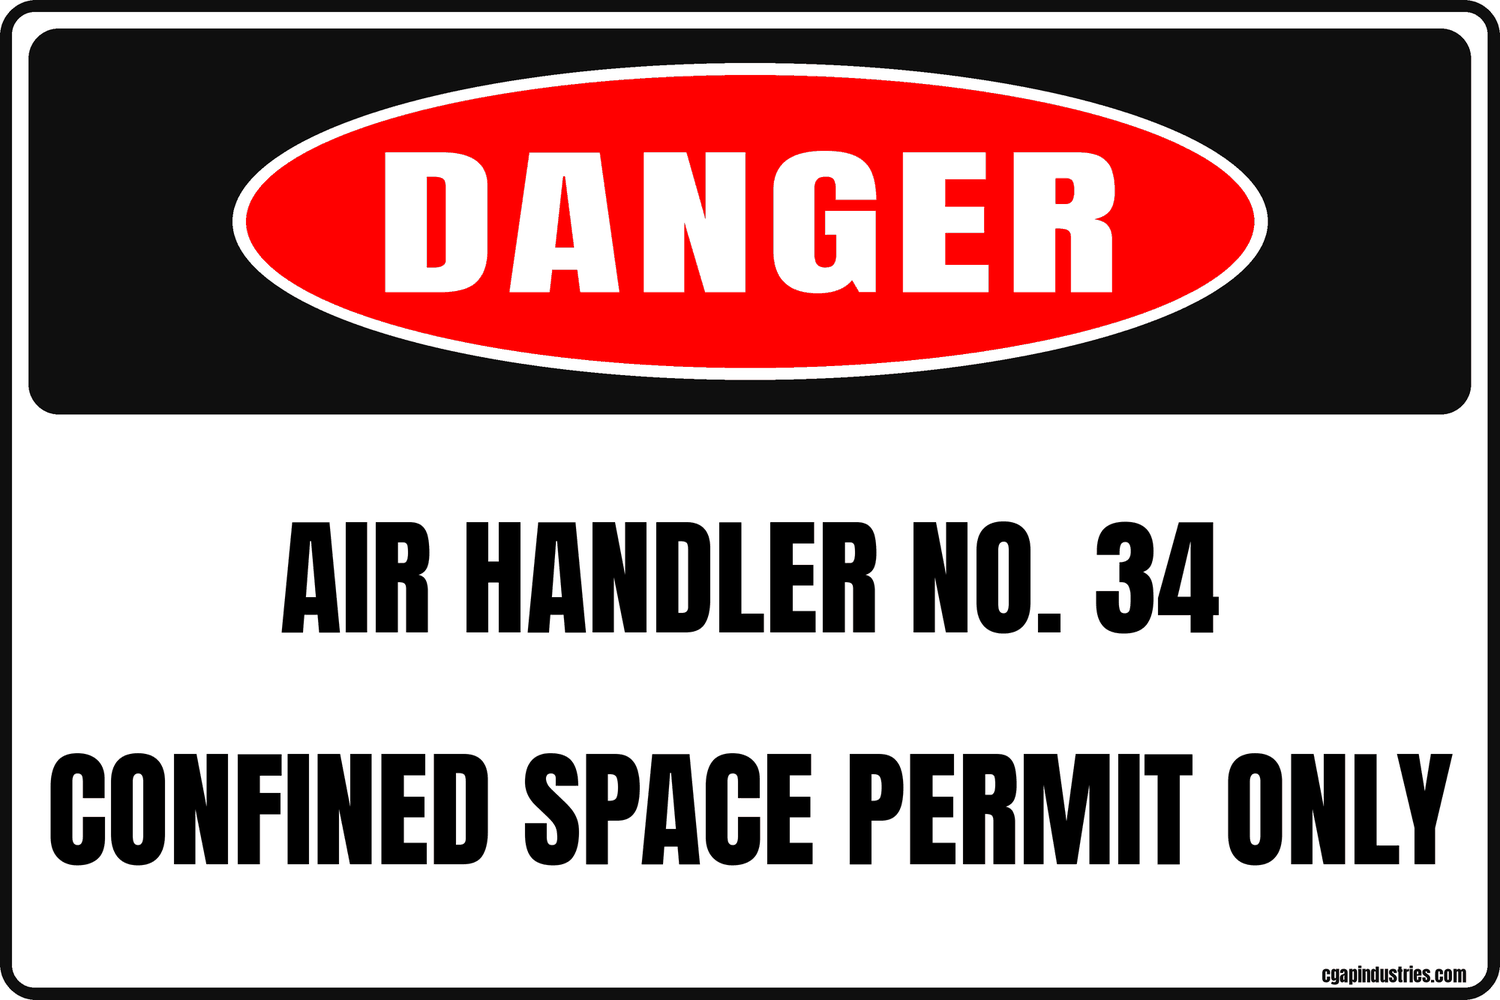 DANGER
AIR HANDLER NO. 34
CONFINED SPACE PERMIT ONLY
cgapindustries.com